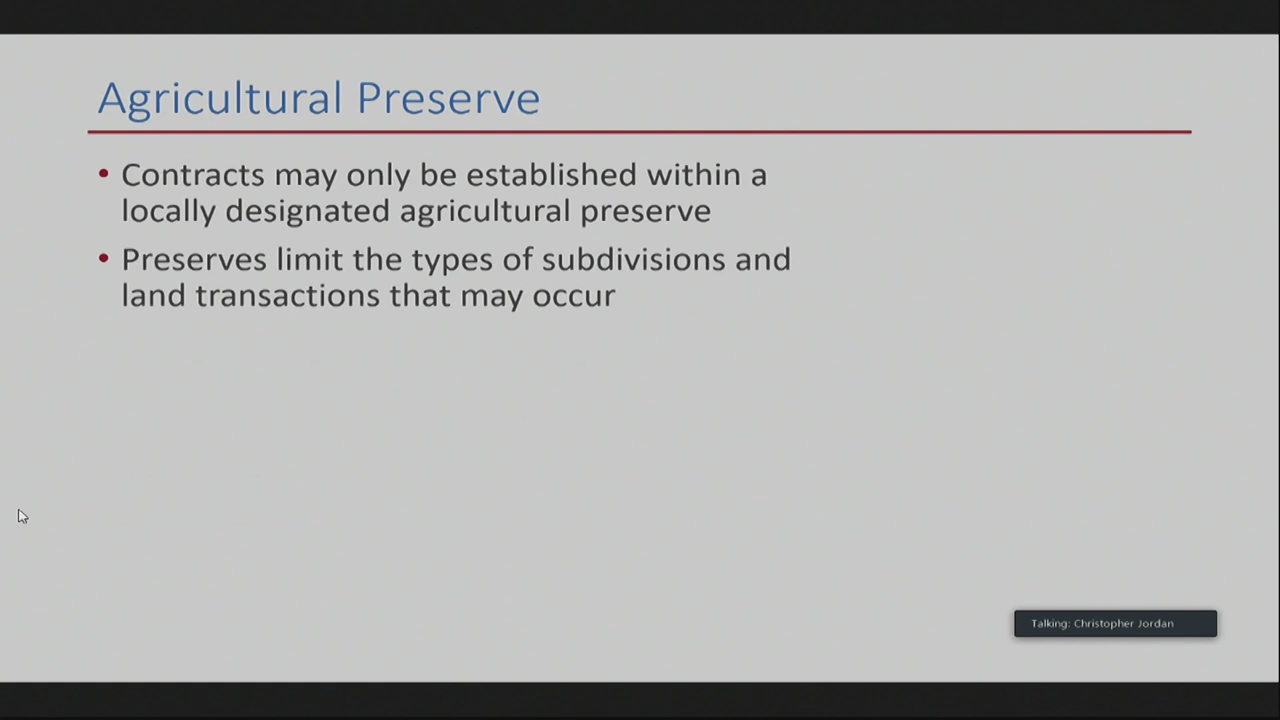 Agricultural Preserve
• Contracts may only be established within a
locally designated agricultural preserve
• Preserves limit the types of subdivisions and
land transactions that may occur
Talking: Christopher Jordan